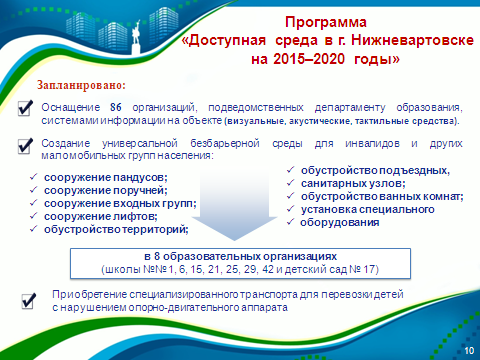 Программа
«Доступная среда в г. Нижневартовске
на 2015–2020 годы»
Запланировано:
Оснащение 86 организаций, подведомственных департаменту образования,
системами информации на объекте (визуальные, акустические, тактильные средства).
Создание универсальной безбарьерной среды для инвалидов и других
маломобильных групп населения:
сооружение пандусов;
сооружение поручней;
сооружение входных групп;
сооружение лифтов;
обустройство территорий;
обустройство подъездных,
санитарных узлов;
обустройство ванных комнат;
установка специального
оборудования
в 8 образовательных организациях
(школы №№1, 6, 15, 21, 25, 29, 42 и детский сад № 17)
Приобретение специализированного транспорта для перевозки детей
с нарушением опорно-двигательного аппарата
10